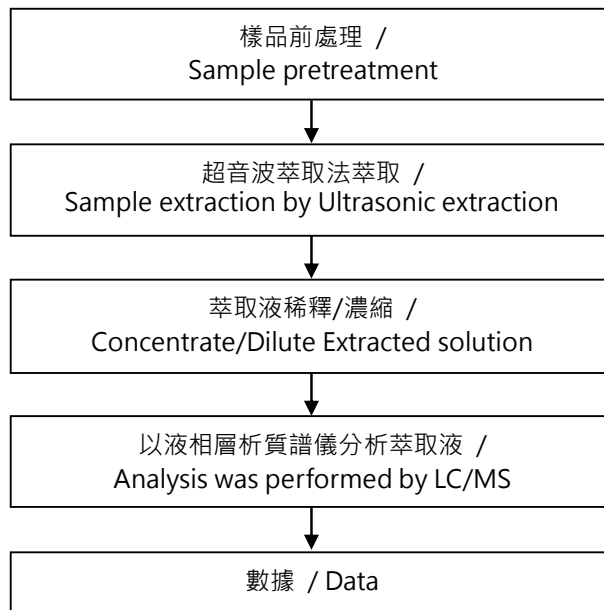 樣品前處理 /
Sample pretreatment
超音波萃取法萃取 /
Sample extraction by Ultrasonic extraction
萃取液稀釋/濃縮 /
Concentrate/Dilute Extracted solution
以液相層析質譜儀分析萃取液 /
Analysis was performed by LC/MS
數據 / Data